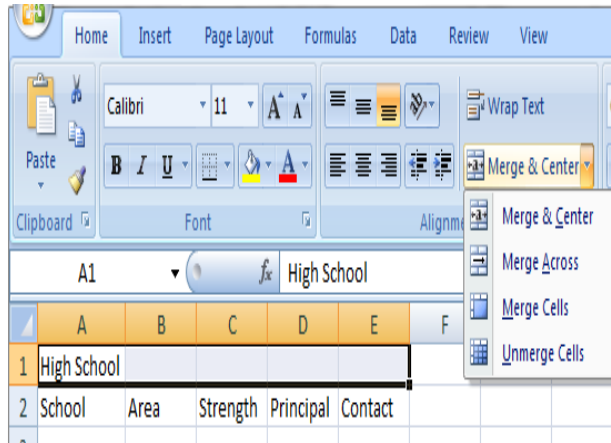 Home Insert Page Layout Formulas Data Review View
Calibri 11 A A Wrap Text
Paste B I U A Merge & Center
Clipboard Font Alignme
Merge & Center
Merge Across
Merge Cells
Unmerge Cells
A1 fx High School
A B C D E F
1 High School
2 School Area Strength Principal Contact